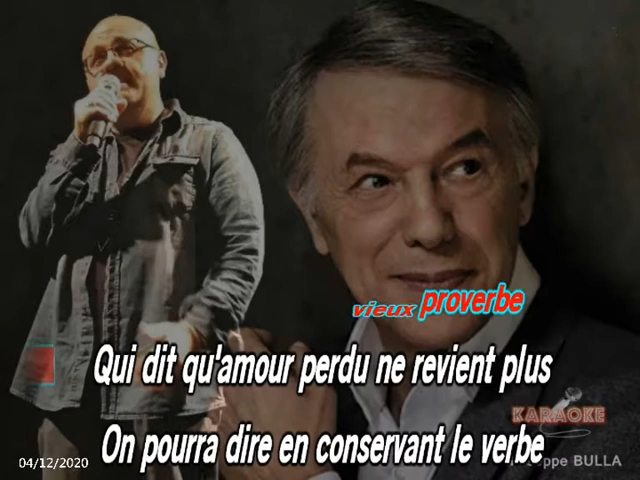 vieux proverbe
Qui dit qu'amour perdu ne revient plus
KARAOKE
On pourra dire en conservant le verbe
04/12/2020
BULLA